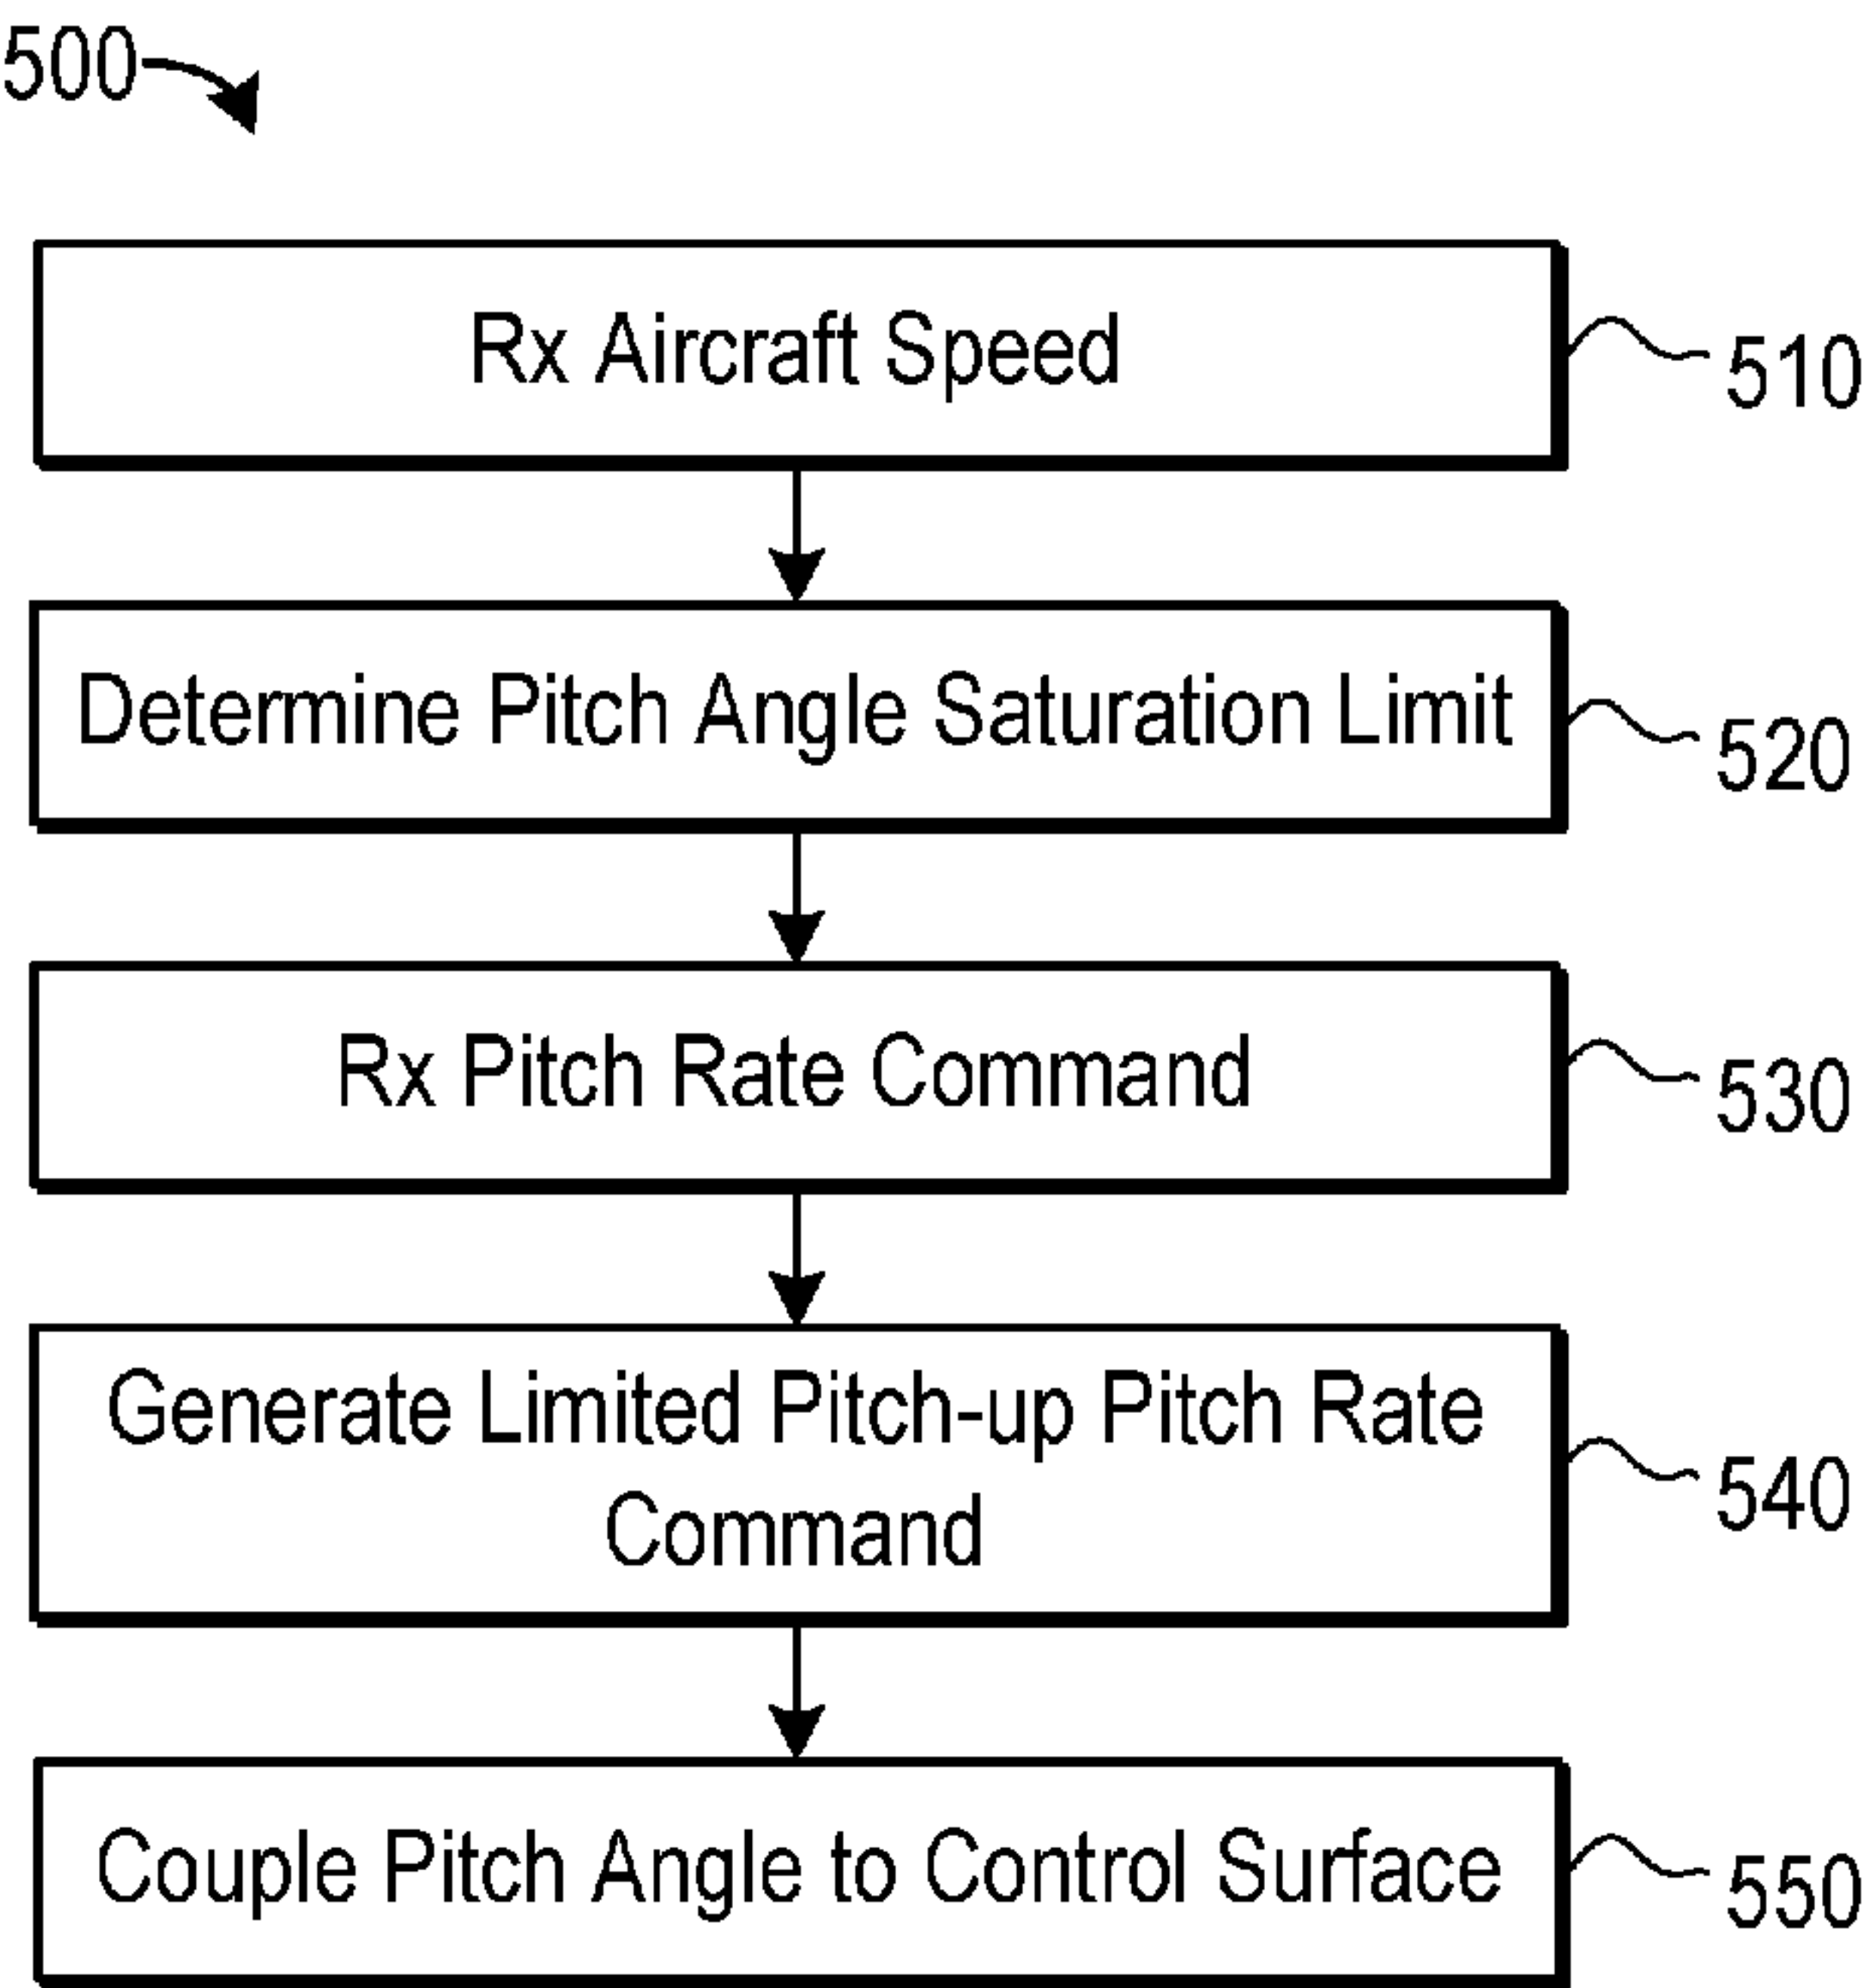 500
Rx Aircraft Speed
510
Determine Pitch Angle Saturation Limit
520
Rx Pitch Rate Command
530
Generate Limited Pitch-up Pitch Rate
Command
540
Couple Pitch Angle to Control Surface
550